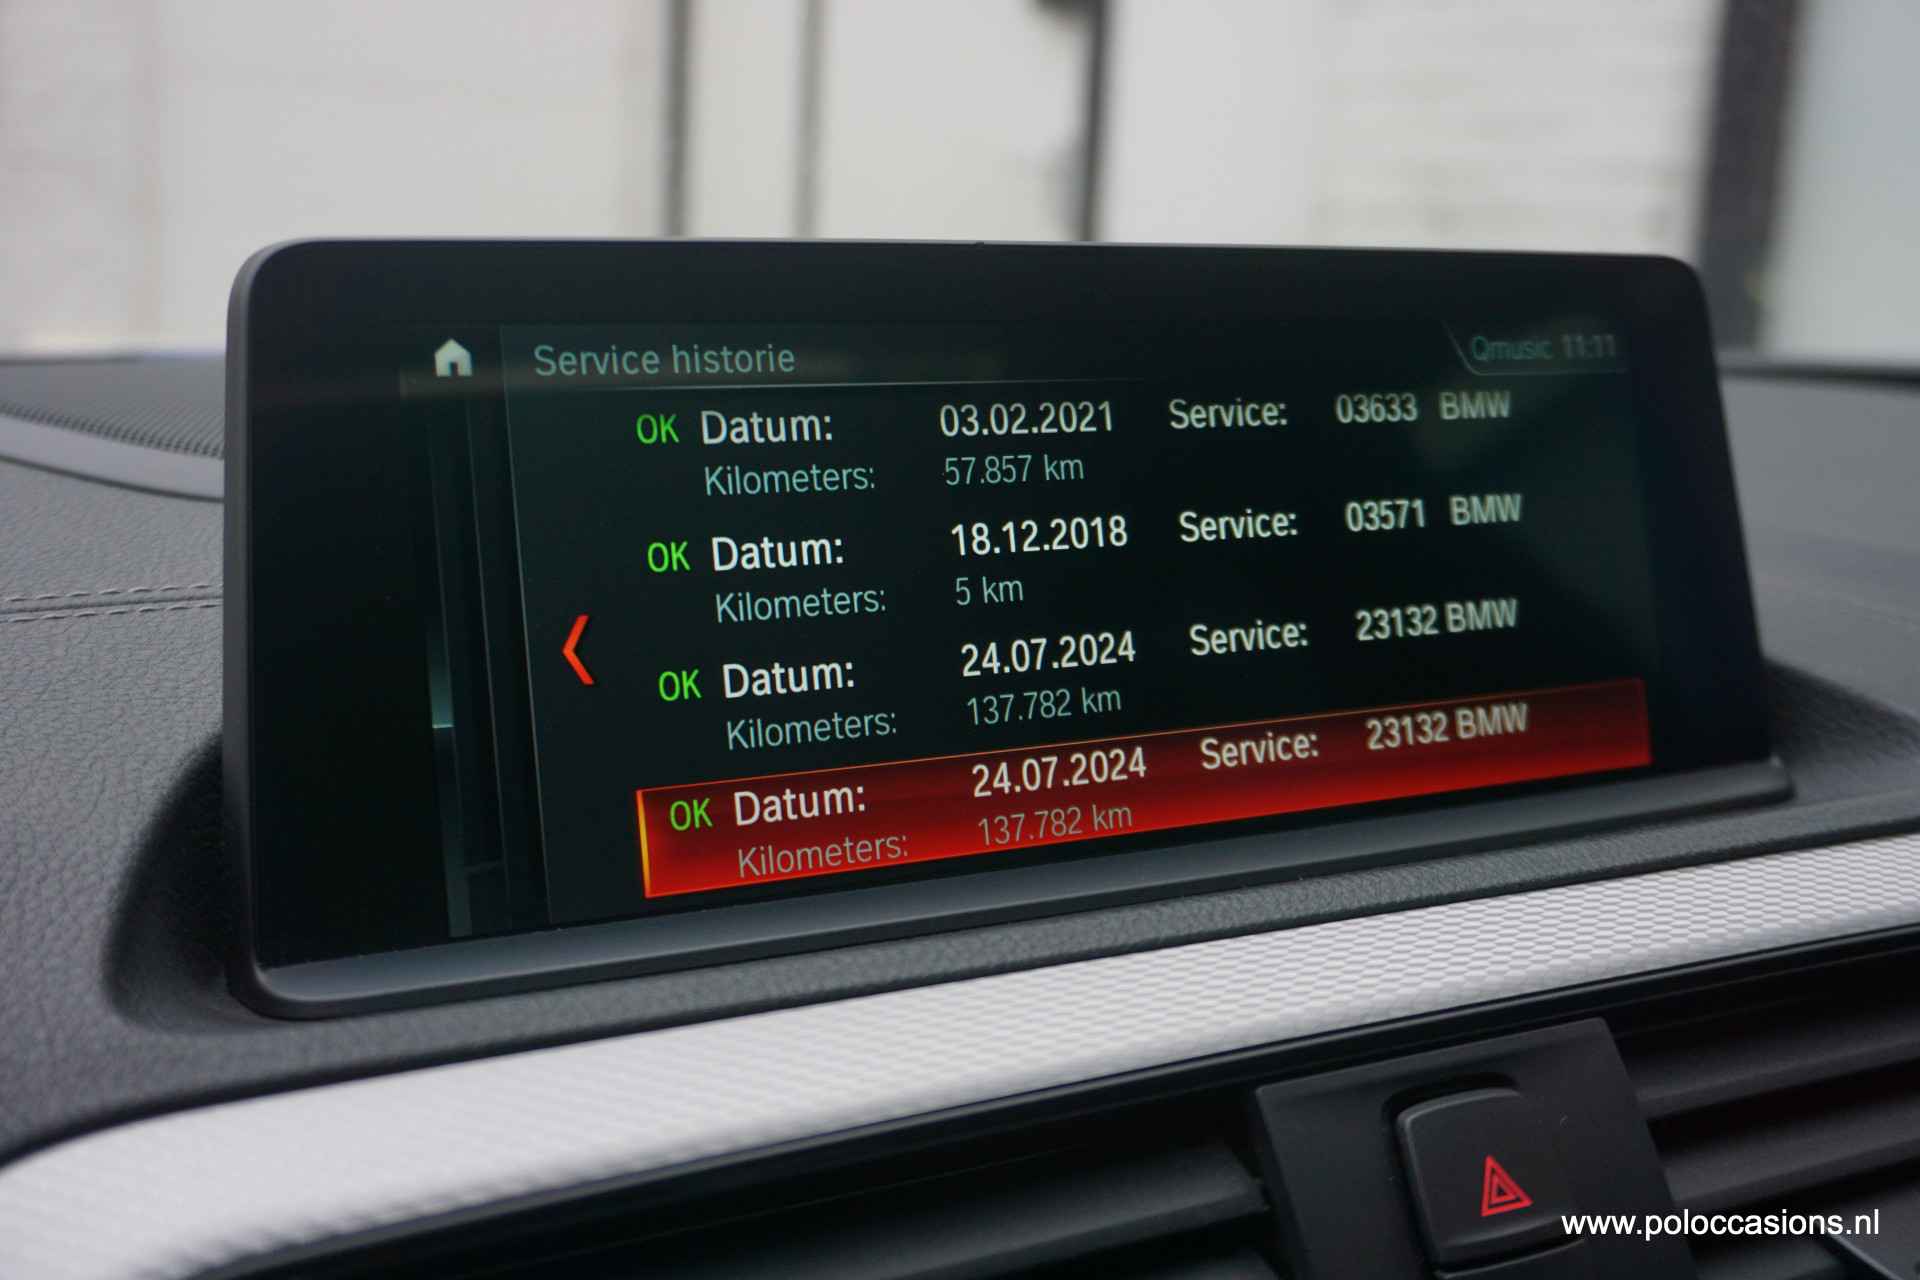 Service historie
Qmusic 11:11
OK Datum: 03.02.2021 Service: 03633 BMW
Kilometers: 57.857 km
OK Datum: 18.12.2018 Service: 03571 BMW
Kilometers: 5 km
OK Datum: 24.07.2024 Service: 23132 BMW
Kilometers: 137.782 km
OK Datum: 24.07.2024 Service: 23132 BMW
Kilometers: 137.782 km
www.poloccasions.nl